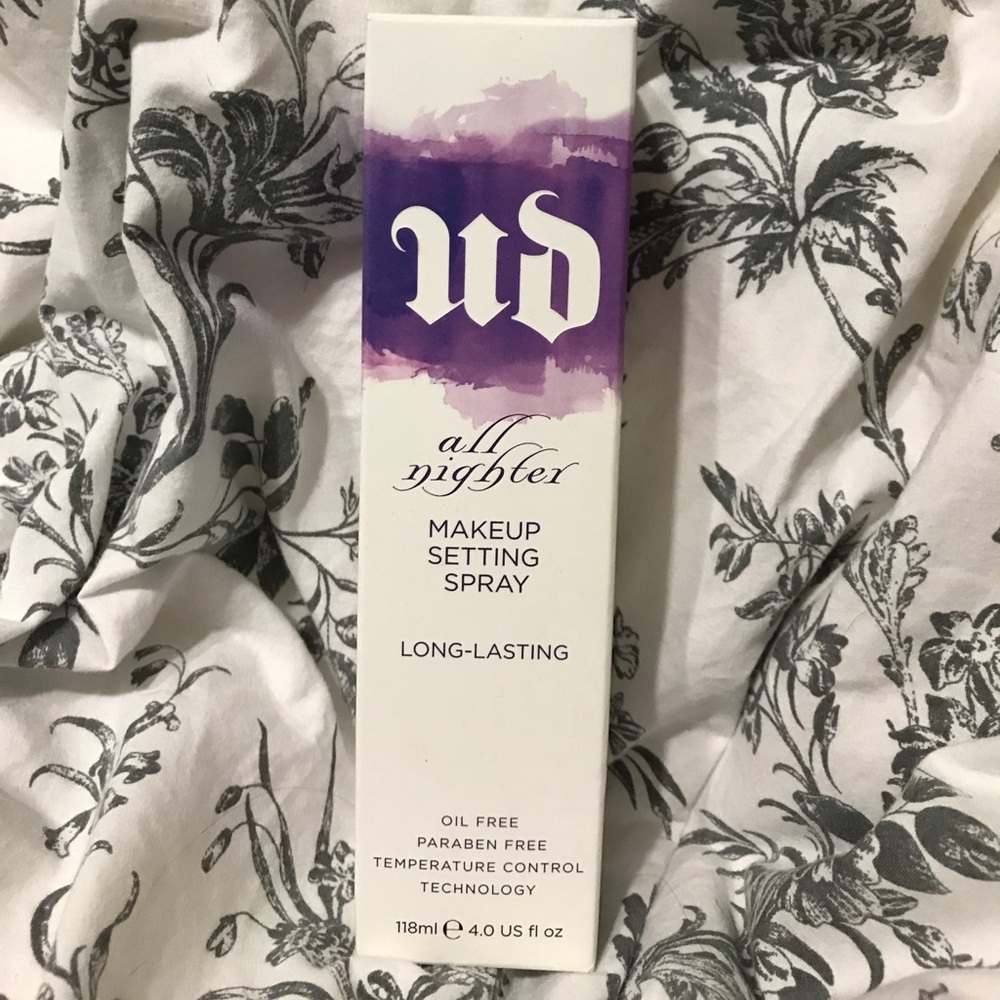 ud
all
nighter
MAKEUP
SETTING
SPRAY
LONG-LASTING
OIL FREE
PARABEN FREE
TEMPERATURE CONTROL
TECHNOLOGY
118ml ℮ 4.0 US fl oz